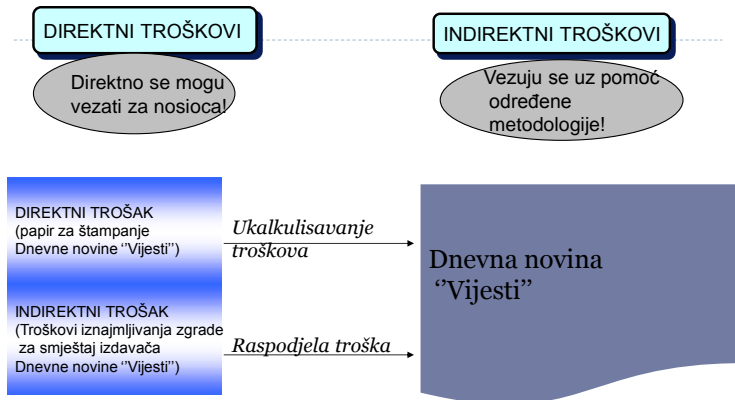 DIREKTNI TROŠKOVI
INDIREKTNI TROŠKOVI
Direktno se mogu
vezati za nosioca!
Vezuju se uz pomoć
određene
metodologije!
DIREKTNI TROŠAK
(papir za štampanje
Dnevne novine ‘’Vijesti’’)
Ukalkulisavanje
troškova
Dnevna novina
‘’Vijesti’’
INDIREKTNI TROŠAK
(Troškovi iznajmljivanja zgrade
za smještaj izdavača
Dnevne novine ‘’Vijesti’’)
Raspodjela troška